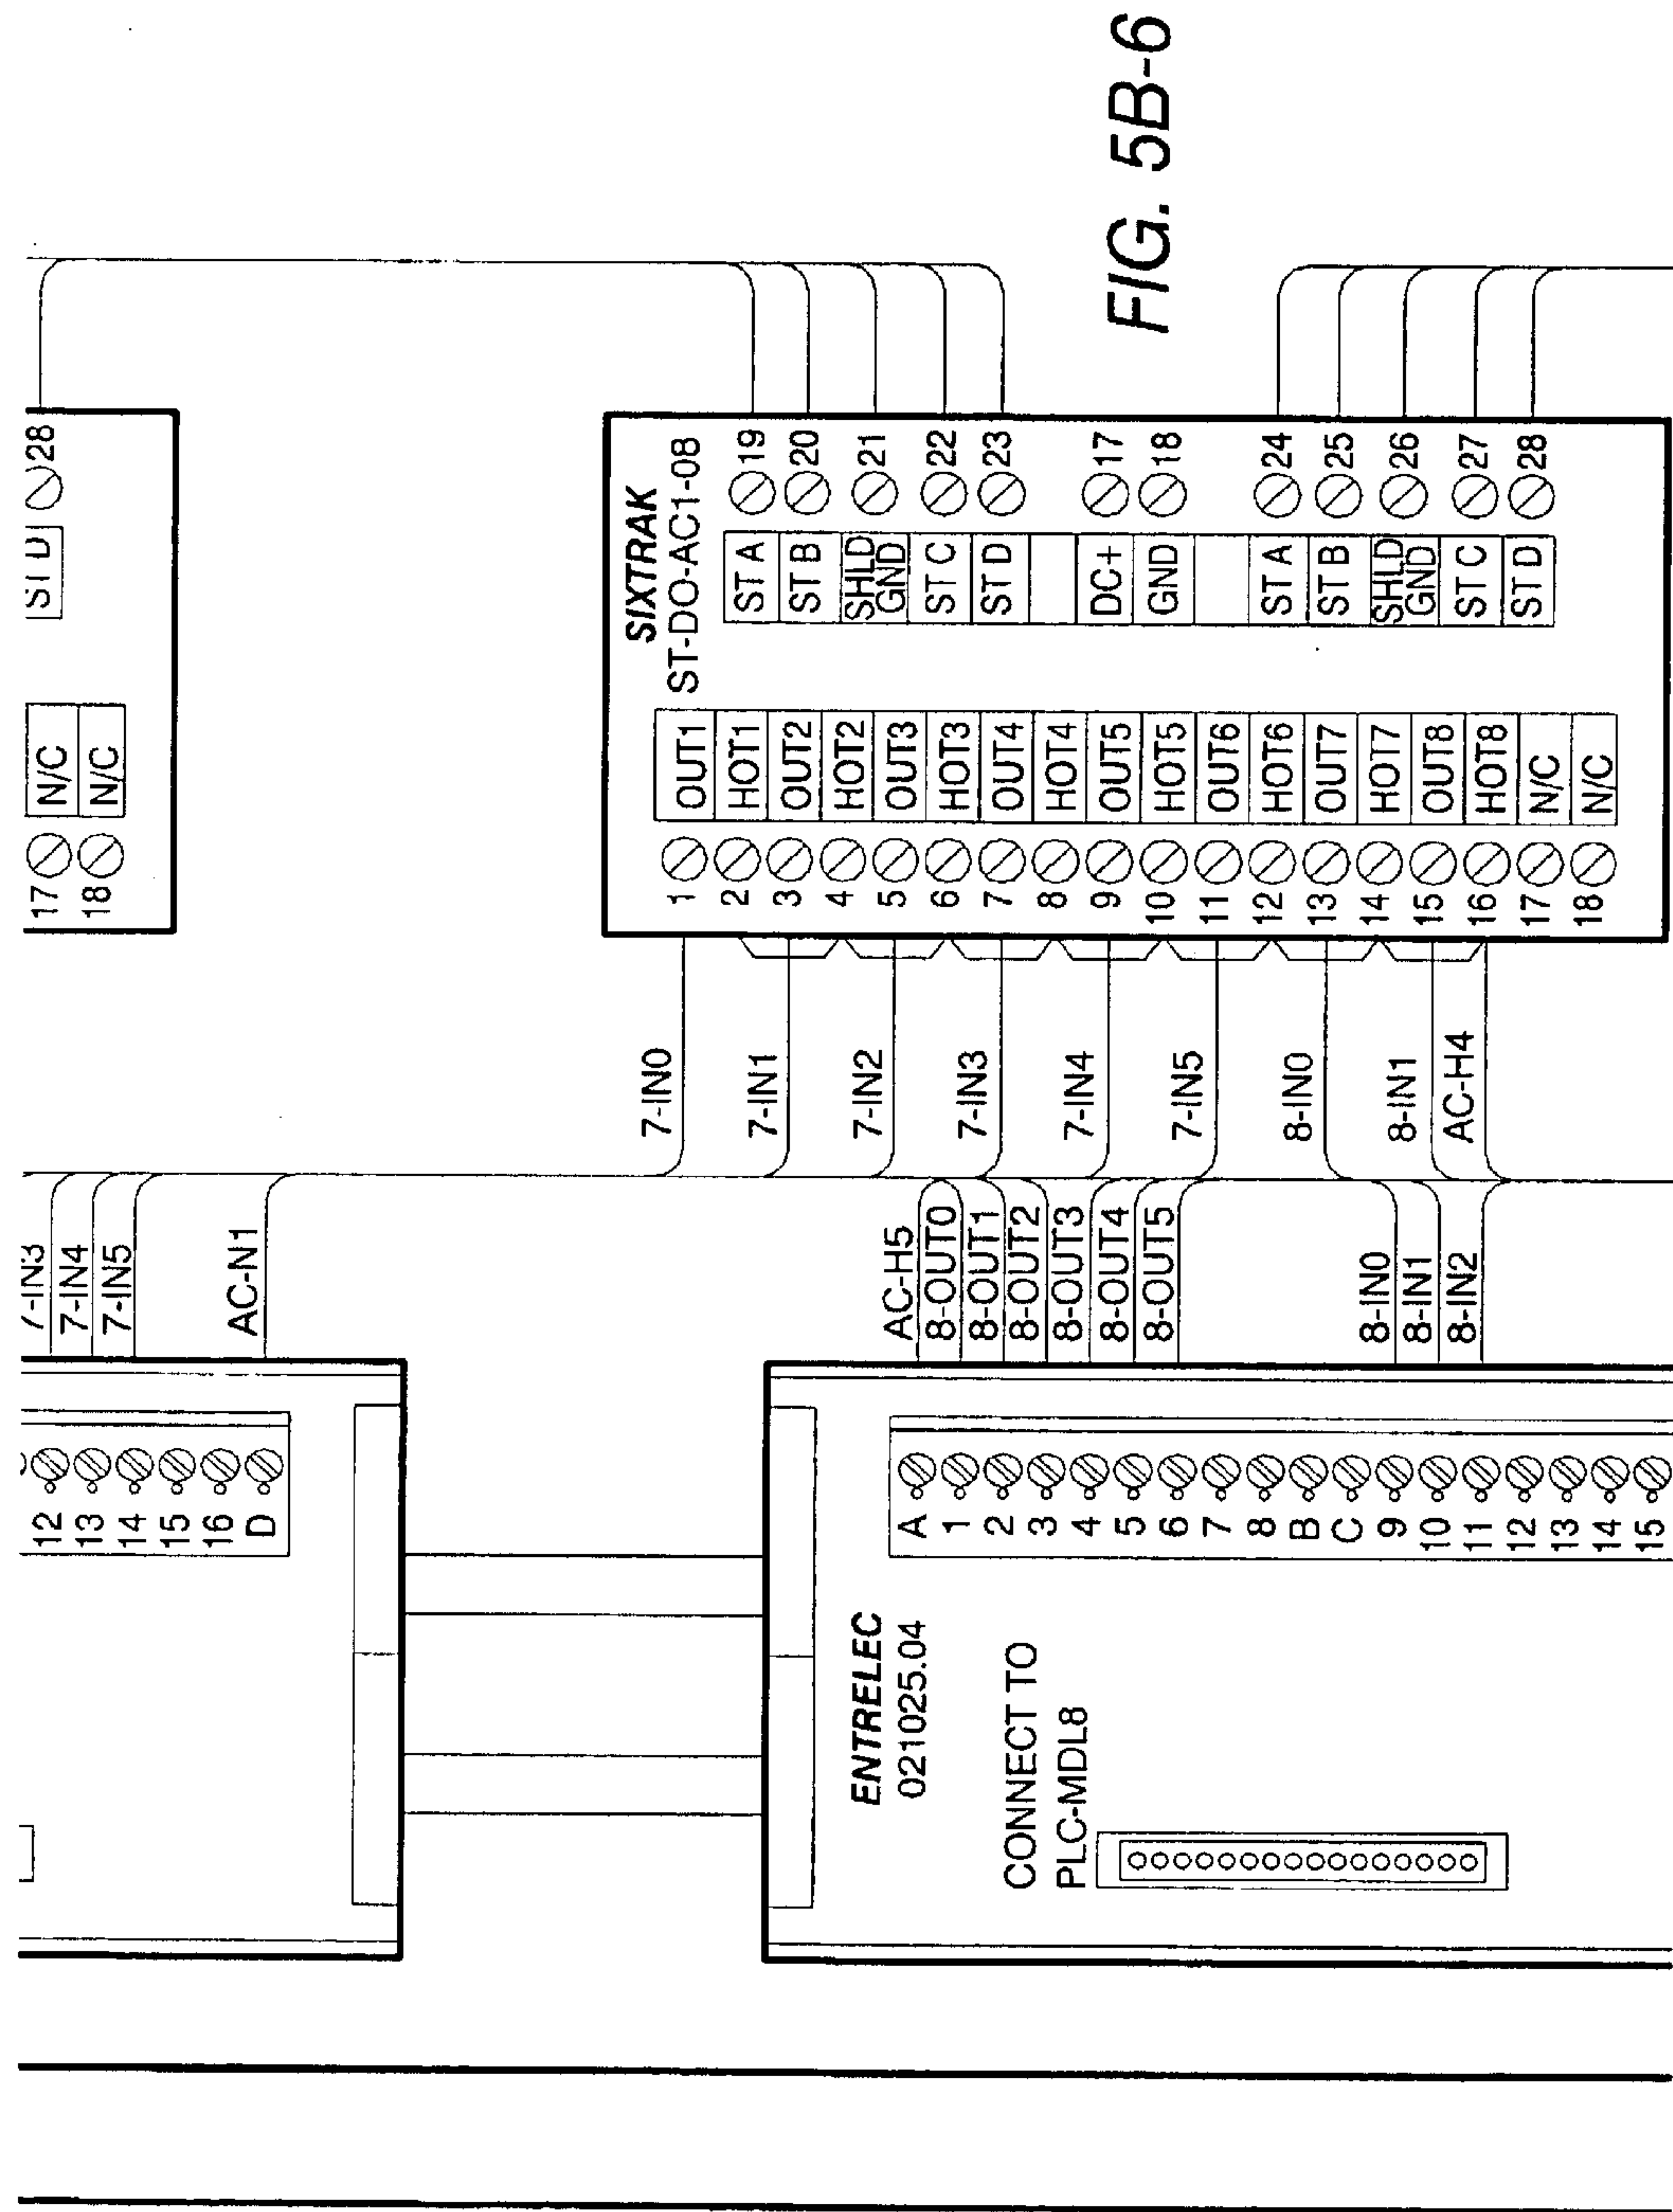 FIG. 5B-6
28
ST D
N/C
N/C
17
18
SIXTRAK
ST-DO-AC1-08
19
20
21
22
23
17
18
24
25
26
27
28
ST A
ST B
SHLD
GND
ST C
ST D
DC+
GND
ST A
ST B
SHLD
GND
ST C
ST D
OUT1
HOT1
OUT2
HOT2
OUT3
HOT3
OUT4
HOT4
OUT5
HOT5
OUT6
HOT6
OUT7
HOT7
OUT8
HOT8
N/C
N/C
1
2
3
4
5
6
7
8
9
10
11
12
13
14
15
16
17
18
7-IN0
7-IN1
7-IN2
7-IN3
7-IN4
7-IN5
8-IN0
8-IN1
AC-H4
7-IN3
7-IN4
7-IN5
AC-N1
AC-H5
8-OUT0
8-OUT1
8-OUT2
8-OUT3
8-OUT4
8-OUT5
8-IN0
8-IN1
8-IN2
12
13
14
15
16
D
A
1
2
3
4
5
6
7
8
B
C
9
10
11
12
13
14
15
ENTRELEC
021025.04
CONNECT TO
PLC-MDL8